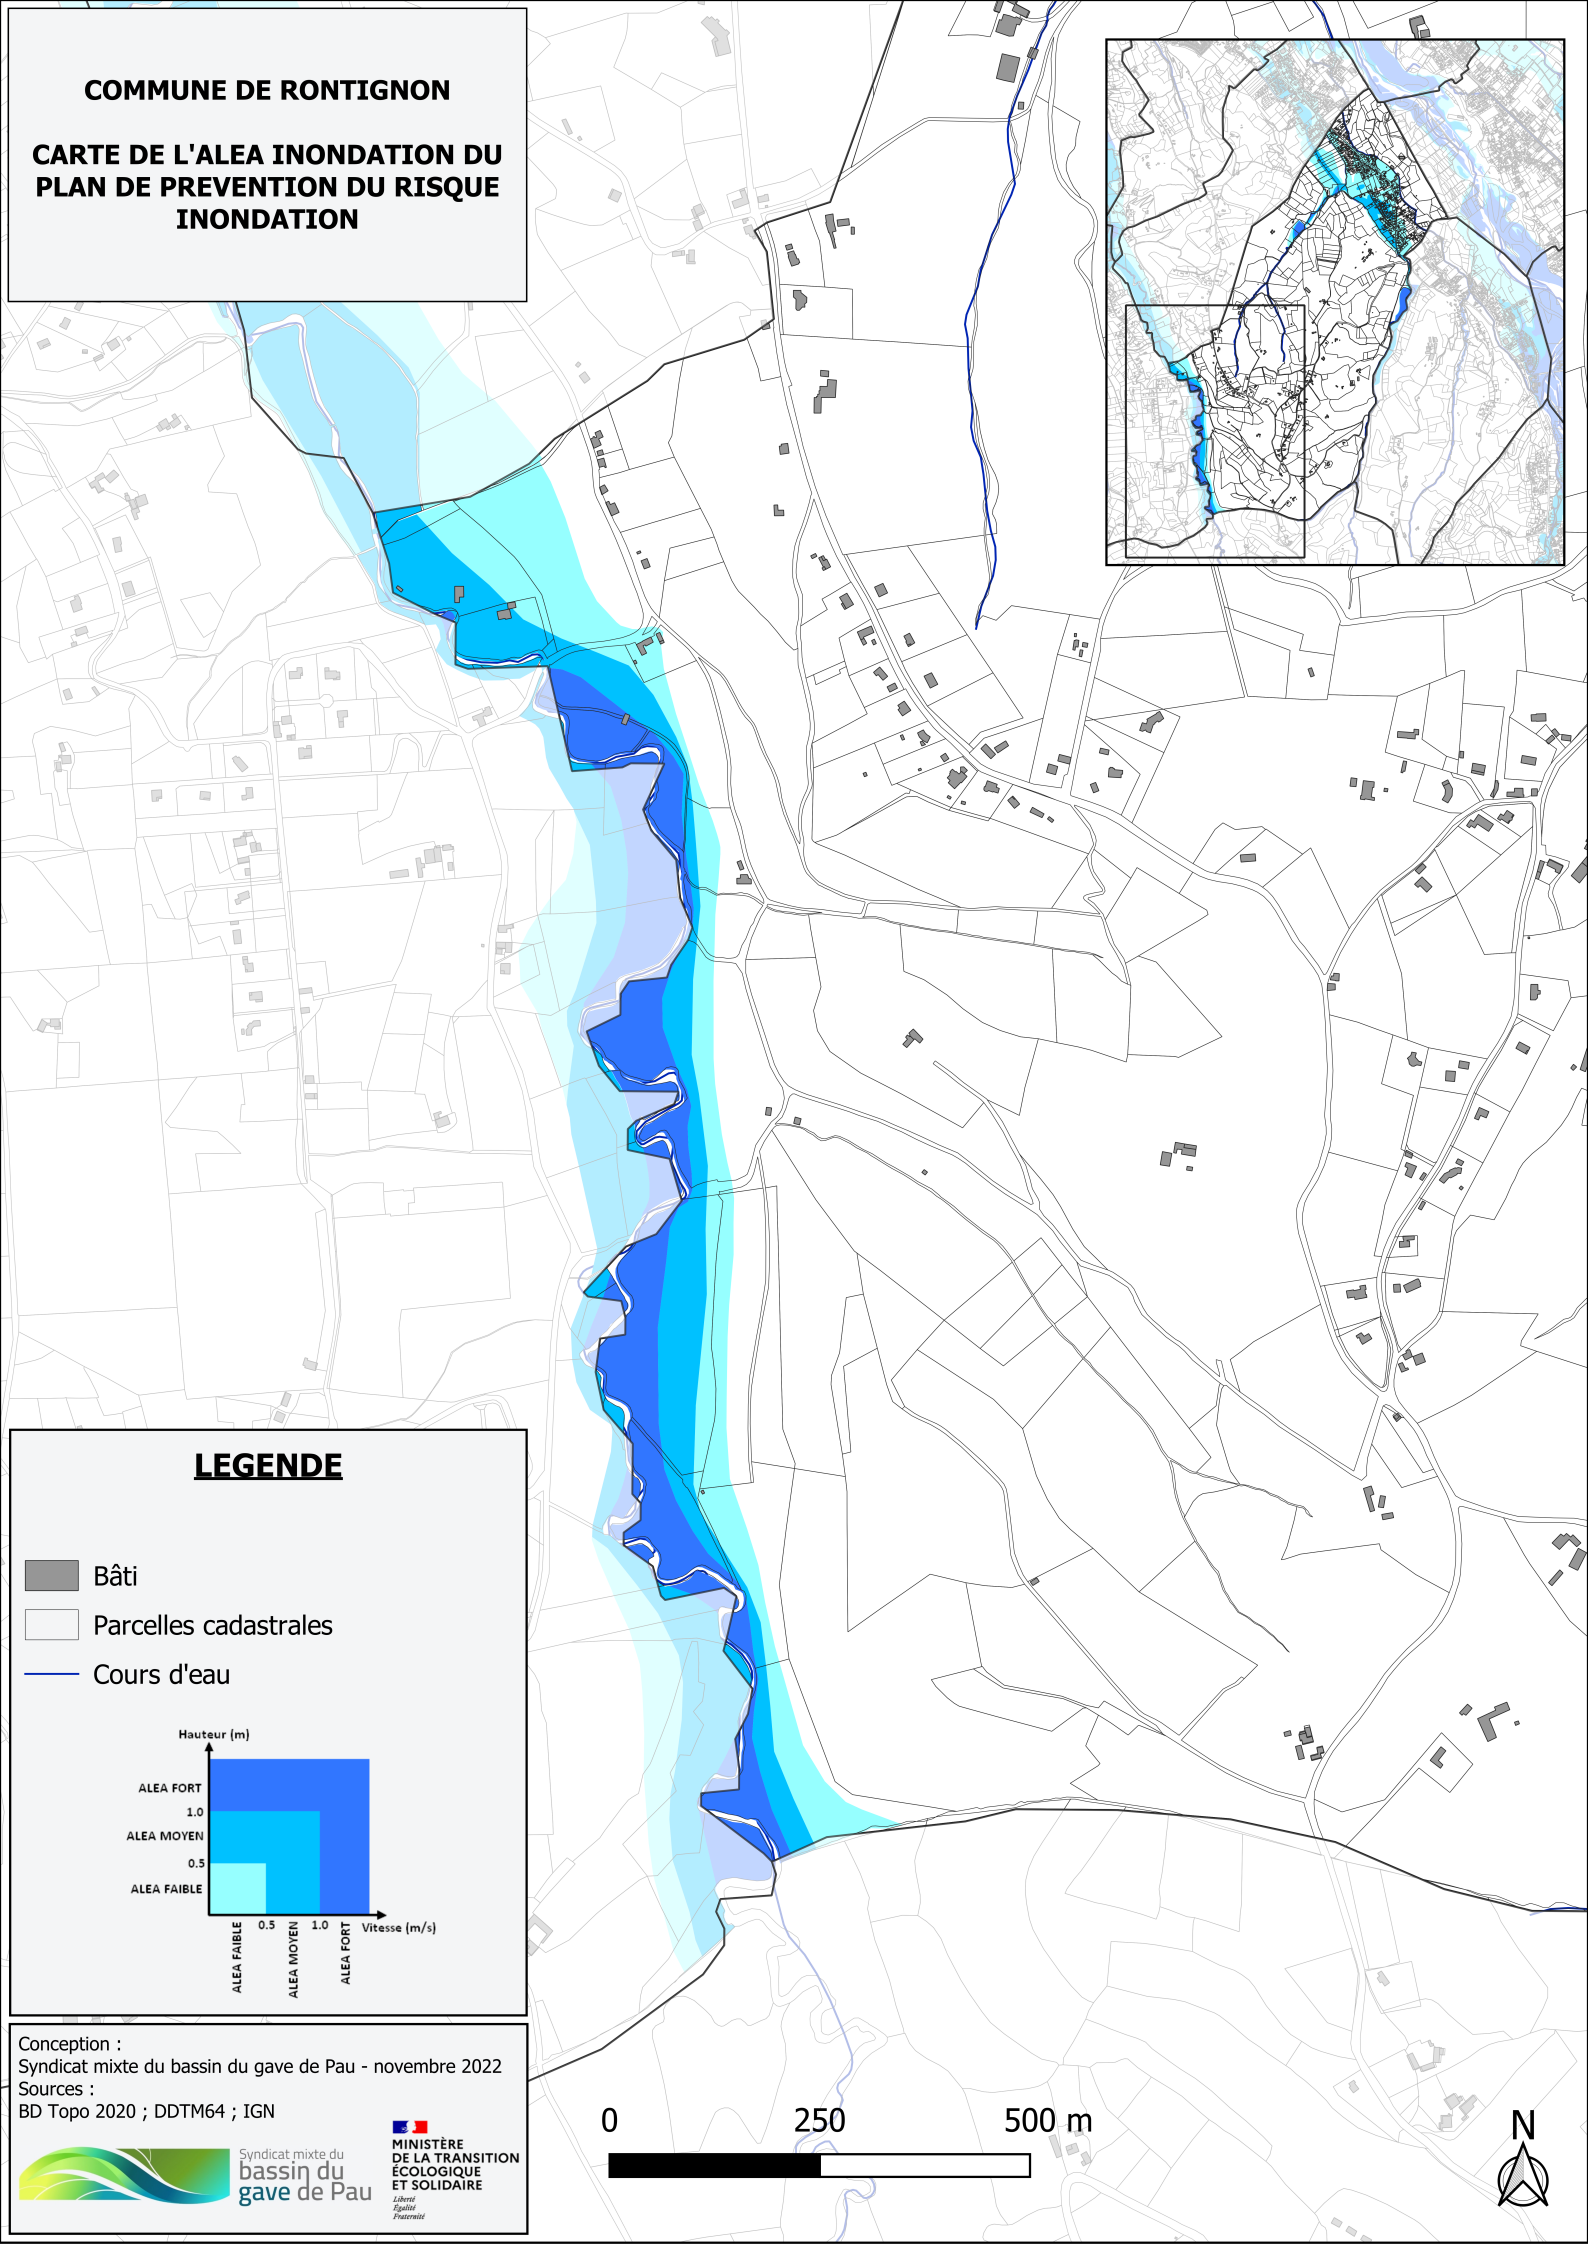 COMMUNE DE RONTIGNON
CARTE DE L'ALEA INONDATION DU
PLAN DE PREVENTION DU RISQUE
INONDATION
LEGENDE
Bâti
Parcelles cadastrales
Cours d'eau
Hauteur (m)
ALEA FORT
1.0
ALEA MOYEN
0.5
ALEA FAIBLE
0.5
1.0
Vitesse (m/s)
ALEA FAIBLE
ALEA MOYEN
ALEA FORT
Conception :
Syndicat mixte du bassin du gave de Pau - novembre 2022
Sources :
BD Topo 2020 ; DDTM64 ; IGN
Syndicat mixte du
bassin du
gave de Pau
MINISTÈRE
DE LA TRANSITION
ÉCOLOGIQUE
ET SOLIDAIRE
Liberté
Égalité
Fraternité
0 250 500 m
N